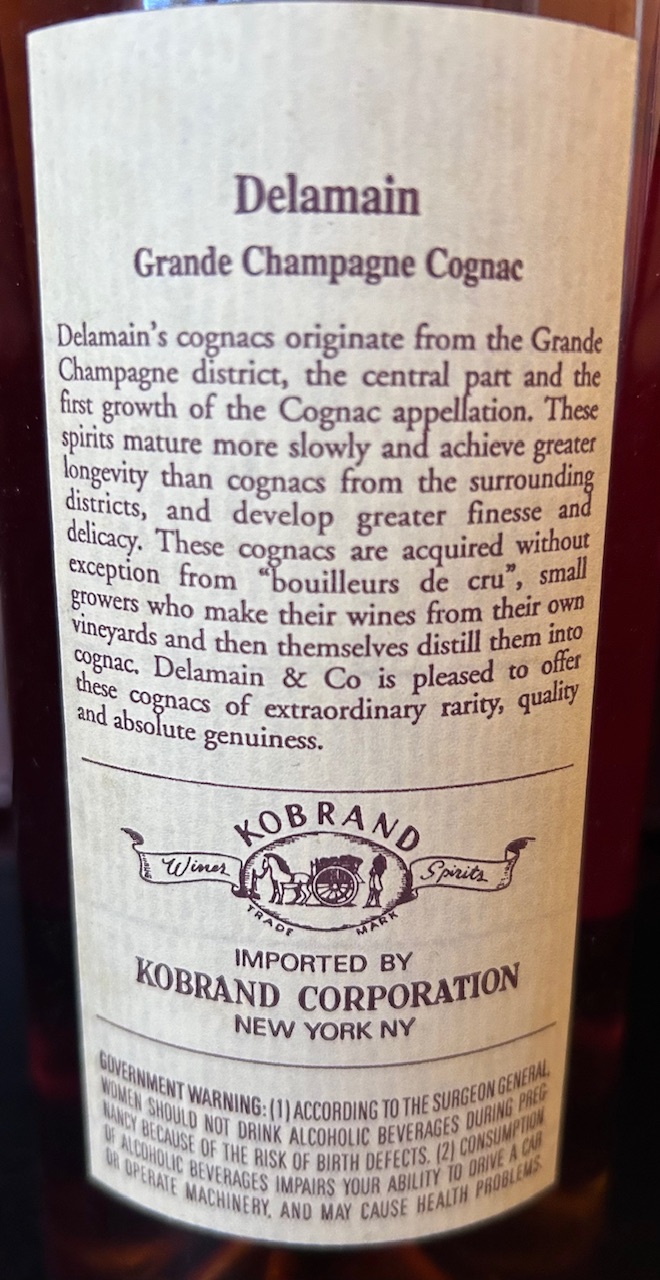 Delamain
Grande Champagne Cognac
Delamain's cognacs originate from the Grande
Champagne district, the central part and the
first growth of the Cognac appellation. These
spirits mature more slowly and achieve greater
longevity than cognacs from the surrounding
districts, and develop greater finesse and
delicacy. These cognacs are acquired without
exception from “bouilleurs de cru”, small
growers who make their wines from their own
vineyards and then themselves distill them into
cognac. Delamain & Co is pleased to offer
these cognacs of extraordinary rarity, quality
and absolute genuiness.
KOBRAND
Wines Spirits
TRADE MARK
IMPORTED BY
KOBRAND CORPORATION
NEW YORK NY
GOVERNMENT WARNING: (1) ACCORDING TO THE SURGEON GENERAL,
WOMEN SHOULD NOT DRINK ALCOHOLIC BEVERAGES DURING PREG-
NANCY BECAUSE OF THE RISK OF BIRTH DEFECTS. (2) CONSUMPTION
OF ALCOHOLIC BEVERAGES IMPAIRS YOUR ABILITY TO DRIVE A CAR
OR OPERATE MACHINERY, AND MAY CAUSE HEALTH PROBLEMS.